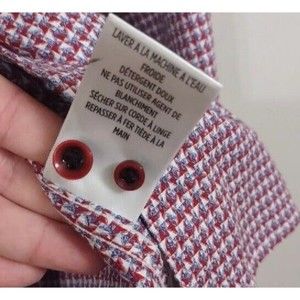 LAVER A LA MACHINE A L'EAU
FROIDE
DÉTERGENT DOUX
NE PAS UTILISER AGENT DE
BLANCHIMENT
SÉCHER SUR CORDE À LINGE
REPASSER À FER TIÈDE À LA
MAIN